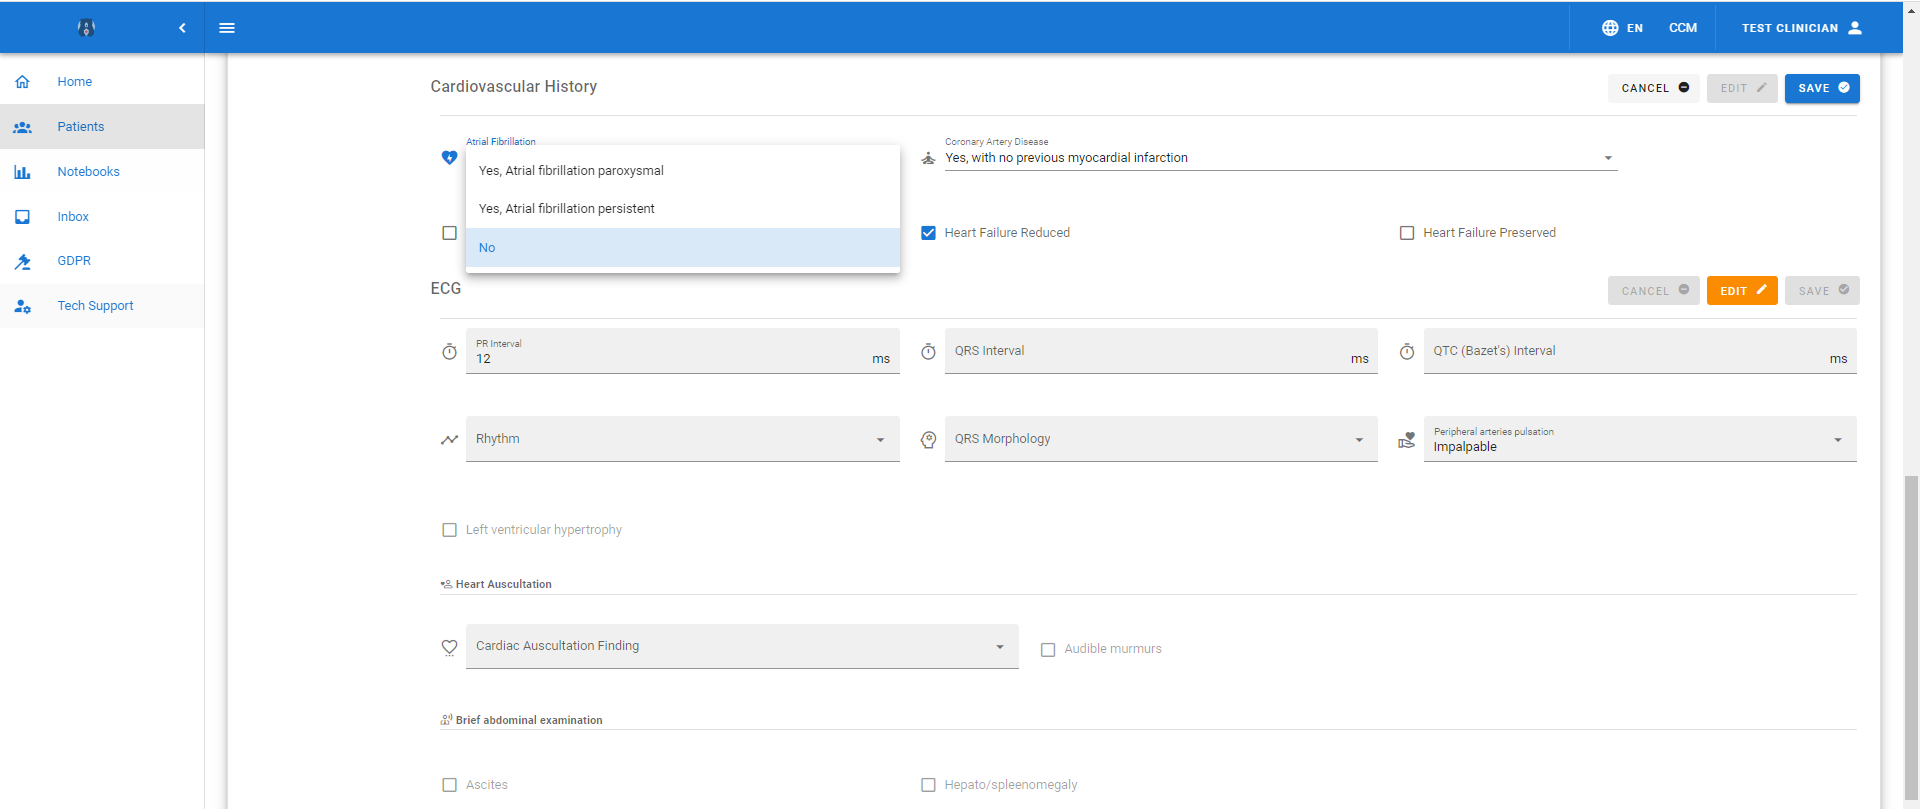 EN
CCM
TEST CLINICIAN
Home
Patients
Notebooks
Inbox
GDPR
Tech Support
Cardiovascular History
CANCEL
EDIT
SAVE
Atrial Fibrillation
Yes, Atrial fibrillation paroxysmal
Yes, Atrial fibrillation persistent
No
Coronary Artery Disease
Yes, with no previous myocardial infarction
Heart Failure Reduced
Heart Failure Preserved
ECG
CANCEL
EDIT
SAVE
PR Interval
12 ms
QRS Interval ms
QTC (Bazet's) Interval ms
Rhythm
QRS Morphology
Peripheral arteries pulsation
Impalpable
Left ventricular hypertrophy
Heart Auscultation
Cardiac Auscultation Finding
Audible murmurs
Brief abdominal examination
Ascites
Hepato/spleenomegaly